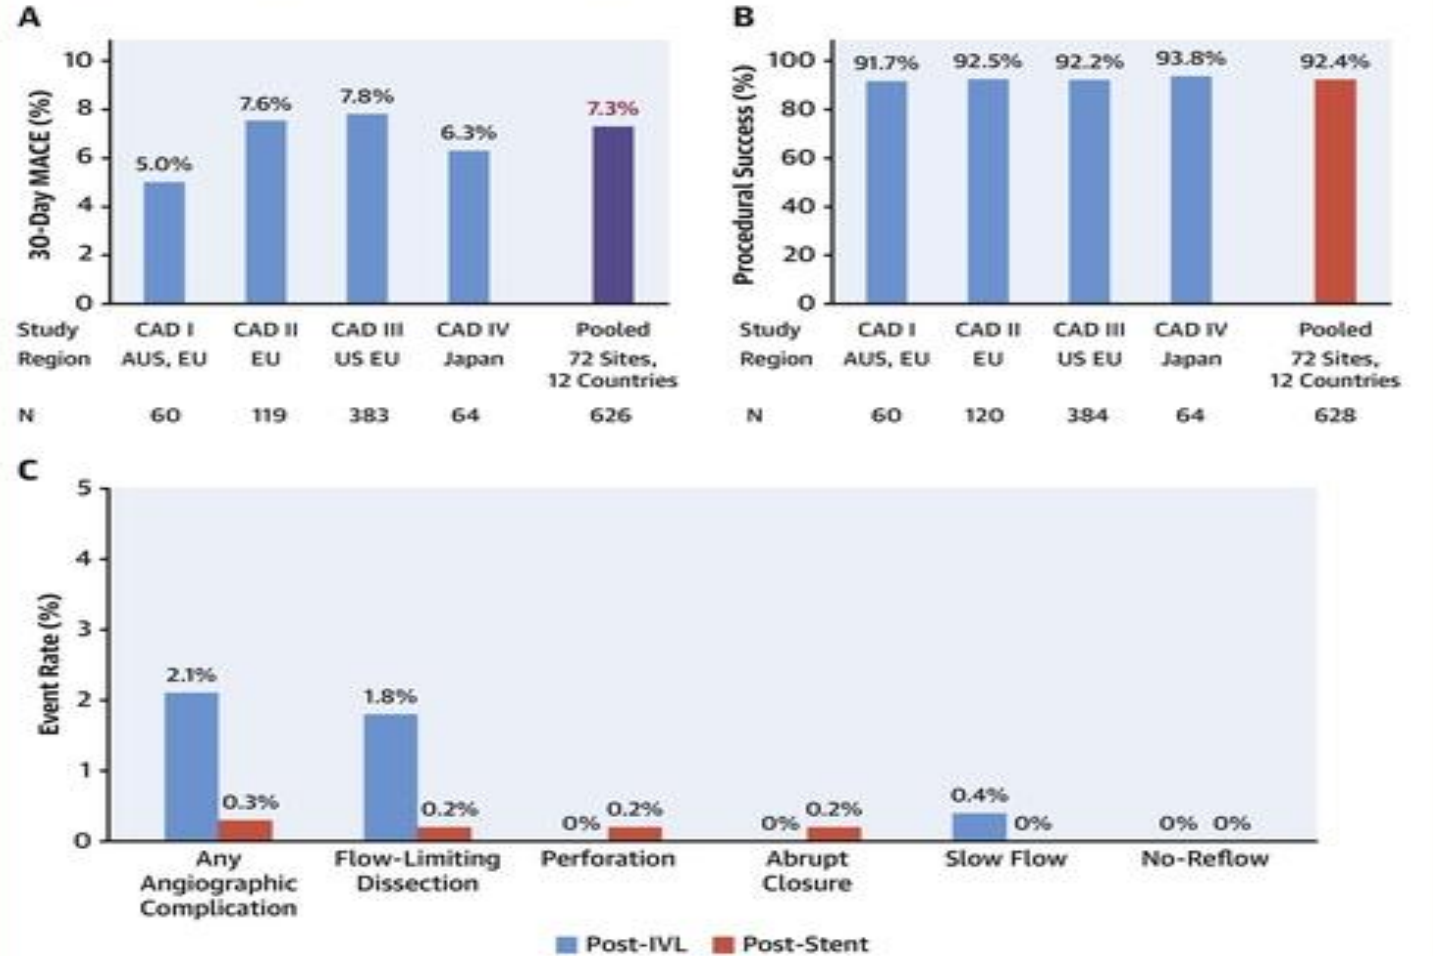 A
30-Day MACE (%)
10
8
6
4
2
0
5.0%
7.6%
7.8%
6.3%
7.3%
Study CAD I CAD II CAD III CAD IV Pooled
Region AUS, EU EU US EU Japan 72 Sites,
12 Countries
N 60 119 383 64 626
B
Procedural Success (%)
100
80
60
40
20
0
91.7%
92.5%
92.2%
93.8%
92.4%
Study CAD I CAD II CAD III CAD IV Pooled
Region AUS, EU EU US EU Japan 72 Sites,
12 Countries
N 60 120 384 64 628
C
Event Rate (%)
5
4
3
2
1
0
2.1%
0.3%
1.8%
0.2%
0%
0.2%
0%
0.2%
0.4%
0%
0%
0%
Any
Angiographic
Complication
Flow-Limiting
Dissection
Perforation
Abrupt
Closure
Slow Flow
No-Reflow
Post-IVL
Post-Stent